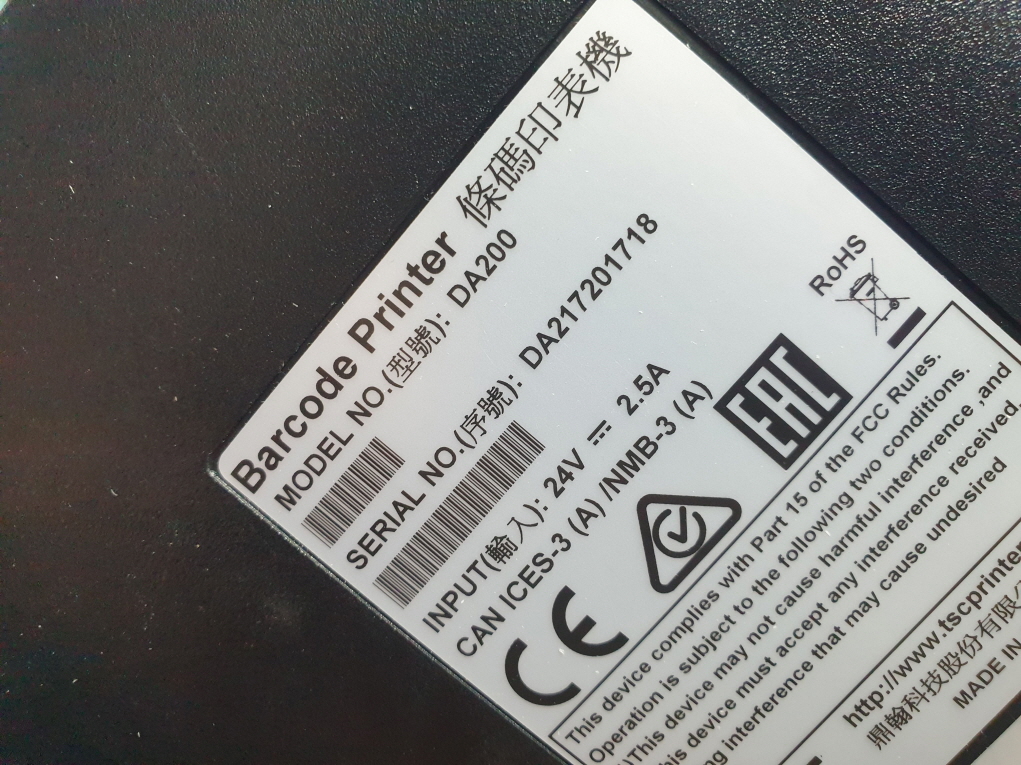 Barcode Printer 條碼印表機
MODEL NO.(型號): DA200
SERIAL NO.(序號): DA217201718
INPUT(輸入): 24V ⎓ 2.5A
CAN ICES-3 (A) /NMB-3 (A)
CE
EAC
RoHS
This device complies with Part 15 of the FCC Rules.
Operation is subject to the following two conditions.
)This device may not cause harmful interference ,and
his device must accept any interference received,
ng interference that may cause undesired
http://www.tscprinter
鼎翰科技股份有限公
MADE IN